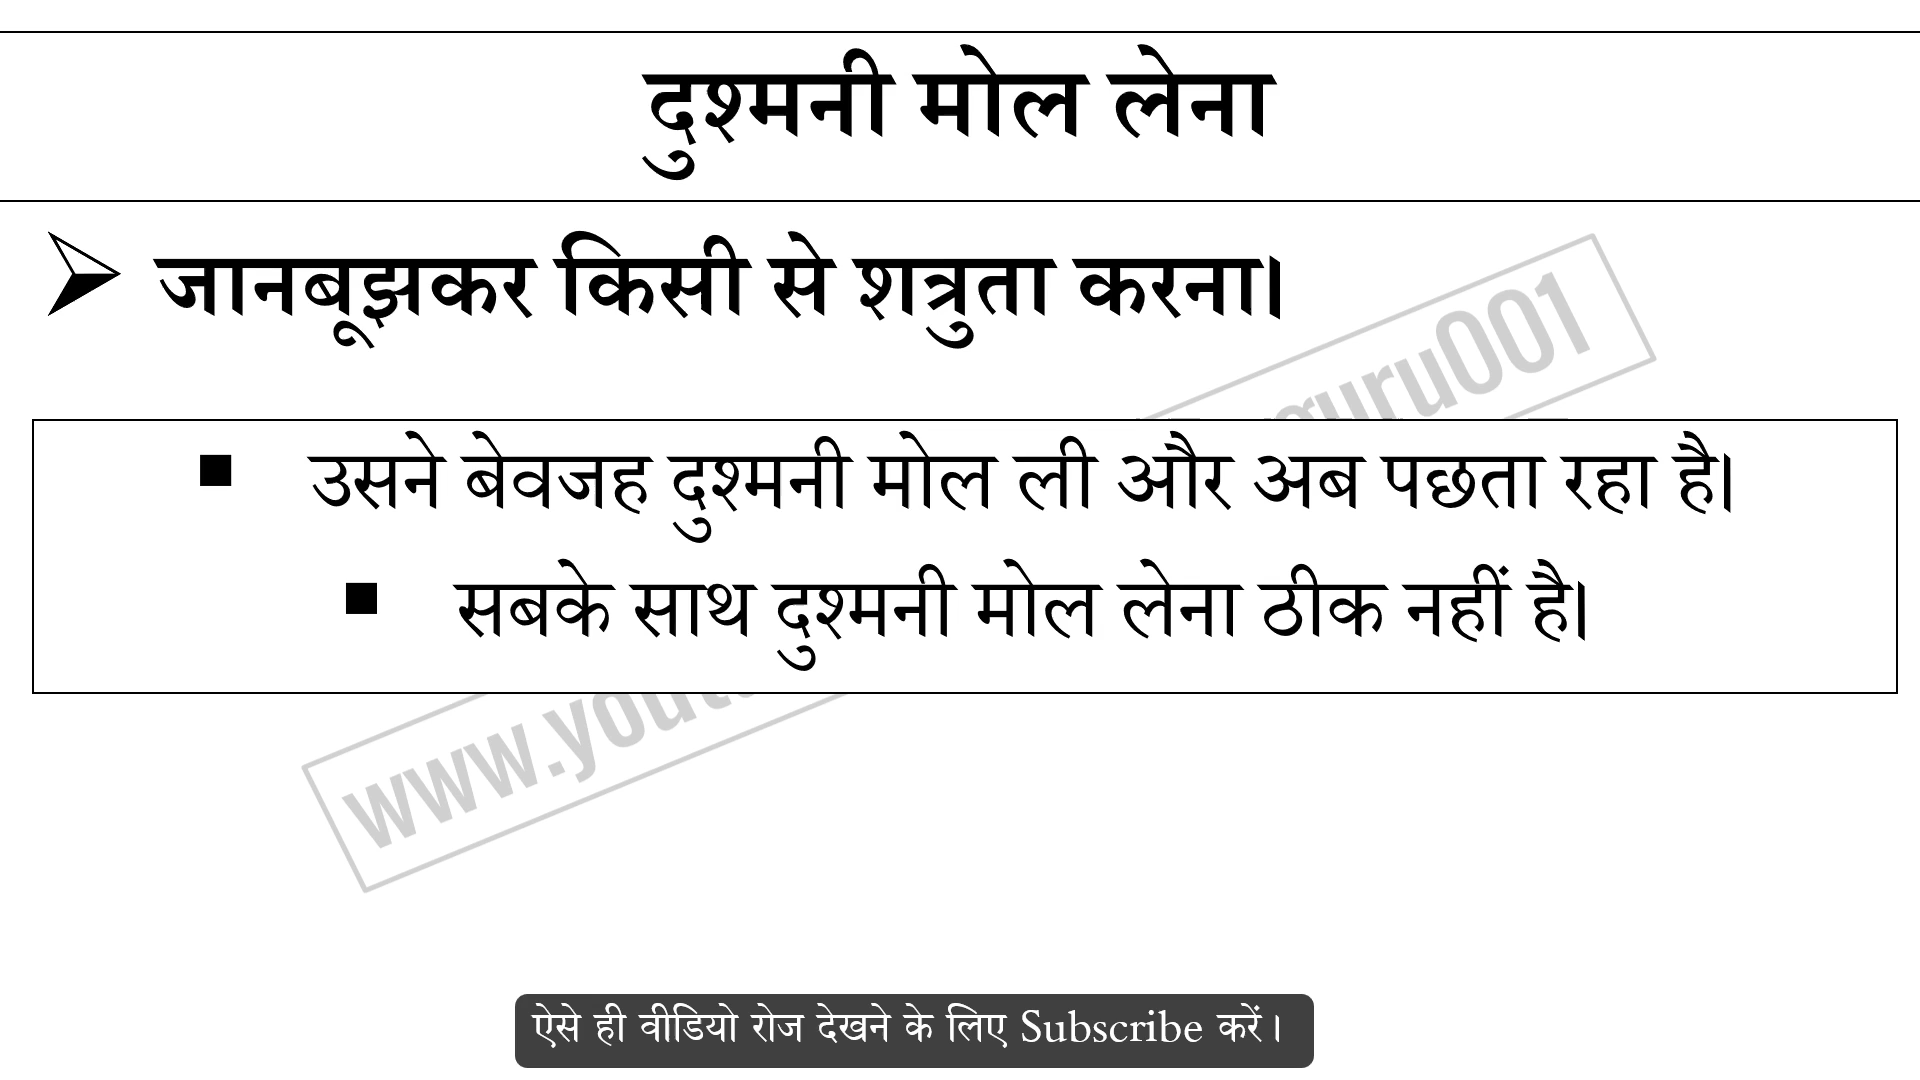 दुश्मनी मोल लेना
जानबूझकर किसी से शत्रुता करना।
guru001
उसने बेवजह दुश्मनी मोल ली और अब पछता रहा है।
सबके साथ दुश्मनी मोल लेना ठीक नहीं है।
ऐसे ही वीडियो रोज देखने के लिए Subscribe करें।